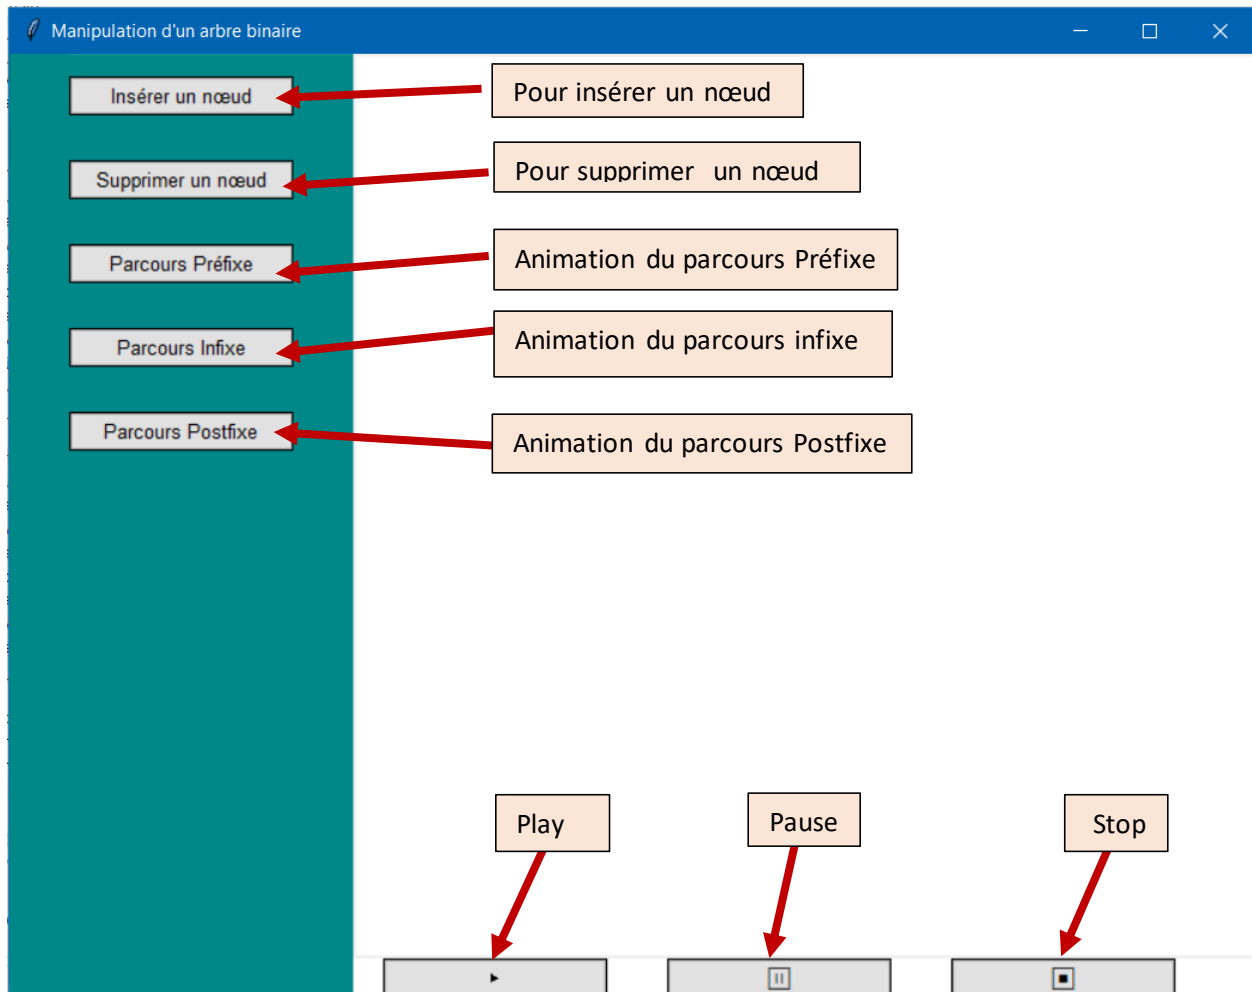 Manipulation d'un arbre binaire
Insérer un nœud
Pour insérer un nœud
Supprimer un nœud
Pour supprimer un nœud
Parcours Préfixe
Animation du parcours Préfixe
Parcours Infixe
Animation du parcours infixe
Parcours Postfixe
Animation du parcours Postfixe
Play
Pause
Stop